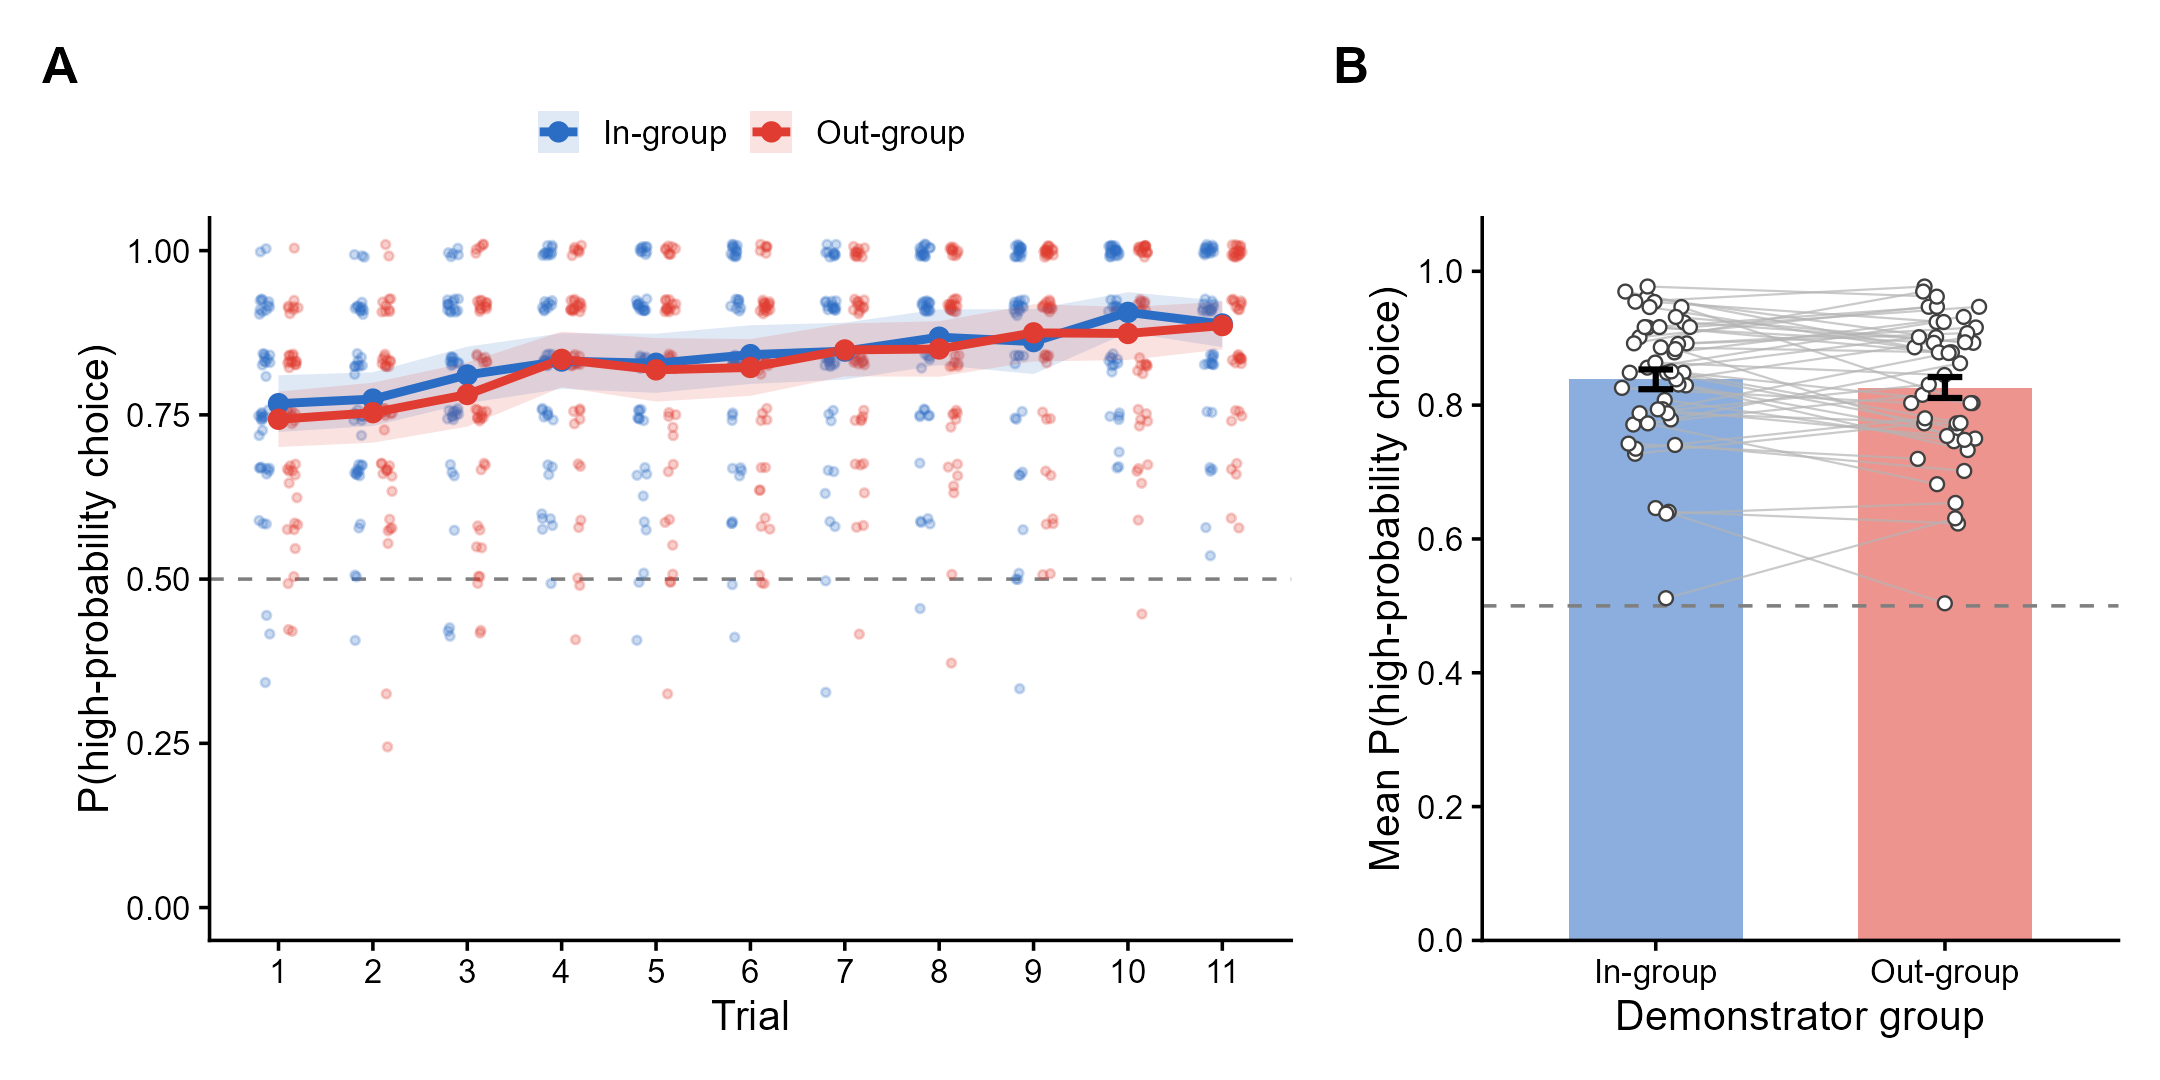 A
B
In-group
Out-group
P(high-probability choice)
1.00
0.75
0.50
0.25
0.00
1 2 3 4 5 6 7 8 9 10 11
Trial
Mean P(high-probability choice)
1.0
0.8
0.6
0.4
0.2
0.0
In-group Out-group
Demonstrator group